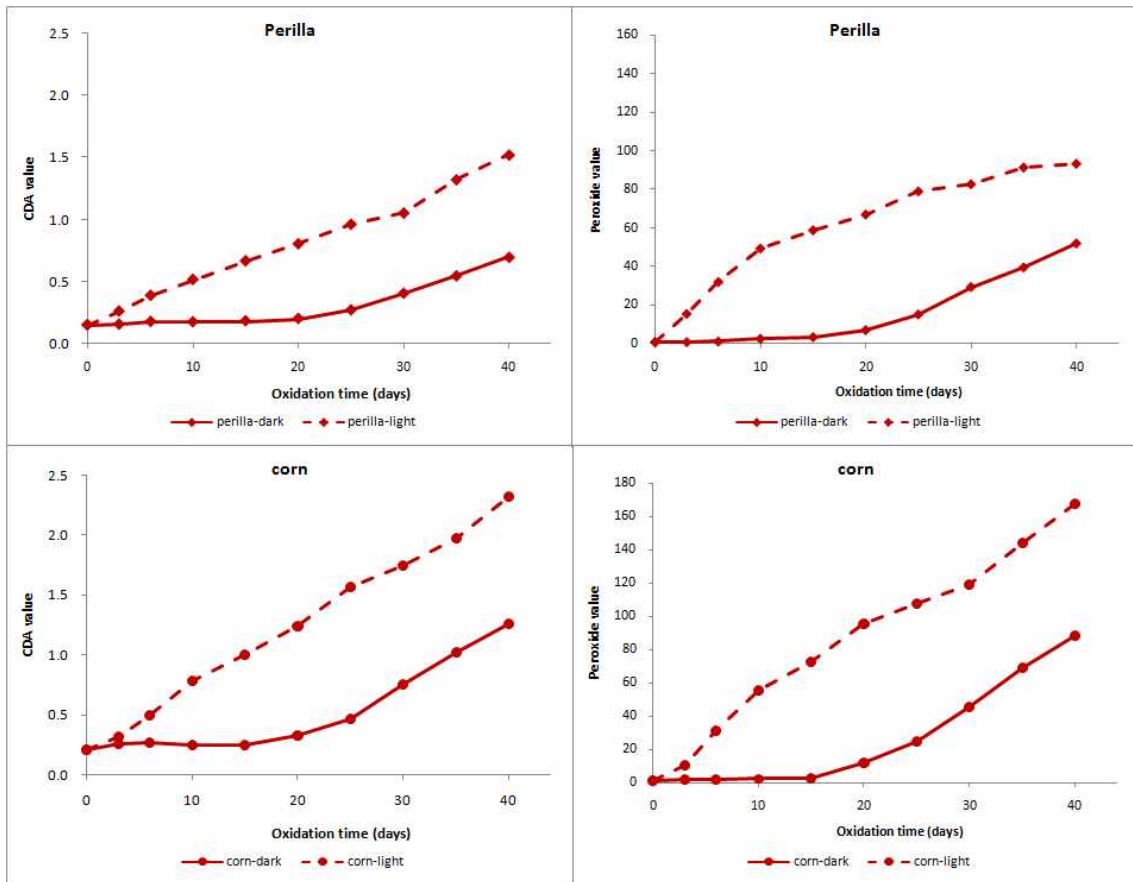 Perilla
2.5
2.0
1.5
1.0
0.5
0.0
CDA value
0 10 20 30 40
Oxidation time (days)
perilla-dark perilla-light
Perilla
160
140
120
100
80
60
40
20
0
Peroxide value
0 10 20 30 40
Oxidation time (days)
perilla-dark perilla-light
corn
2.5
2.0
1.5
1.0
0.5
0.0
CDA value
0 10 20 30 40
Oxidation time (days)
corn-dark corn-light
corn
180
160
140
120
100
80
60
40
20
0
Peroxide value
0 10 20 30 40
Oxidation time (days)
corn-dark corn-light